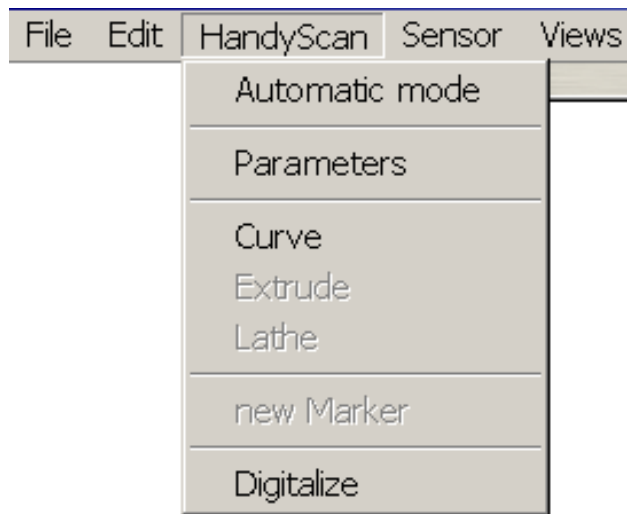 File Edit HandyScan Sensor Views
Automatic mode
Parameters
Curve
Extrude
Lathe
new Marker
Digitalize